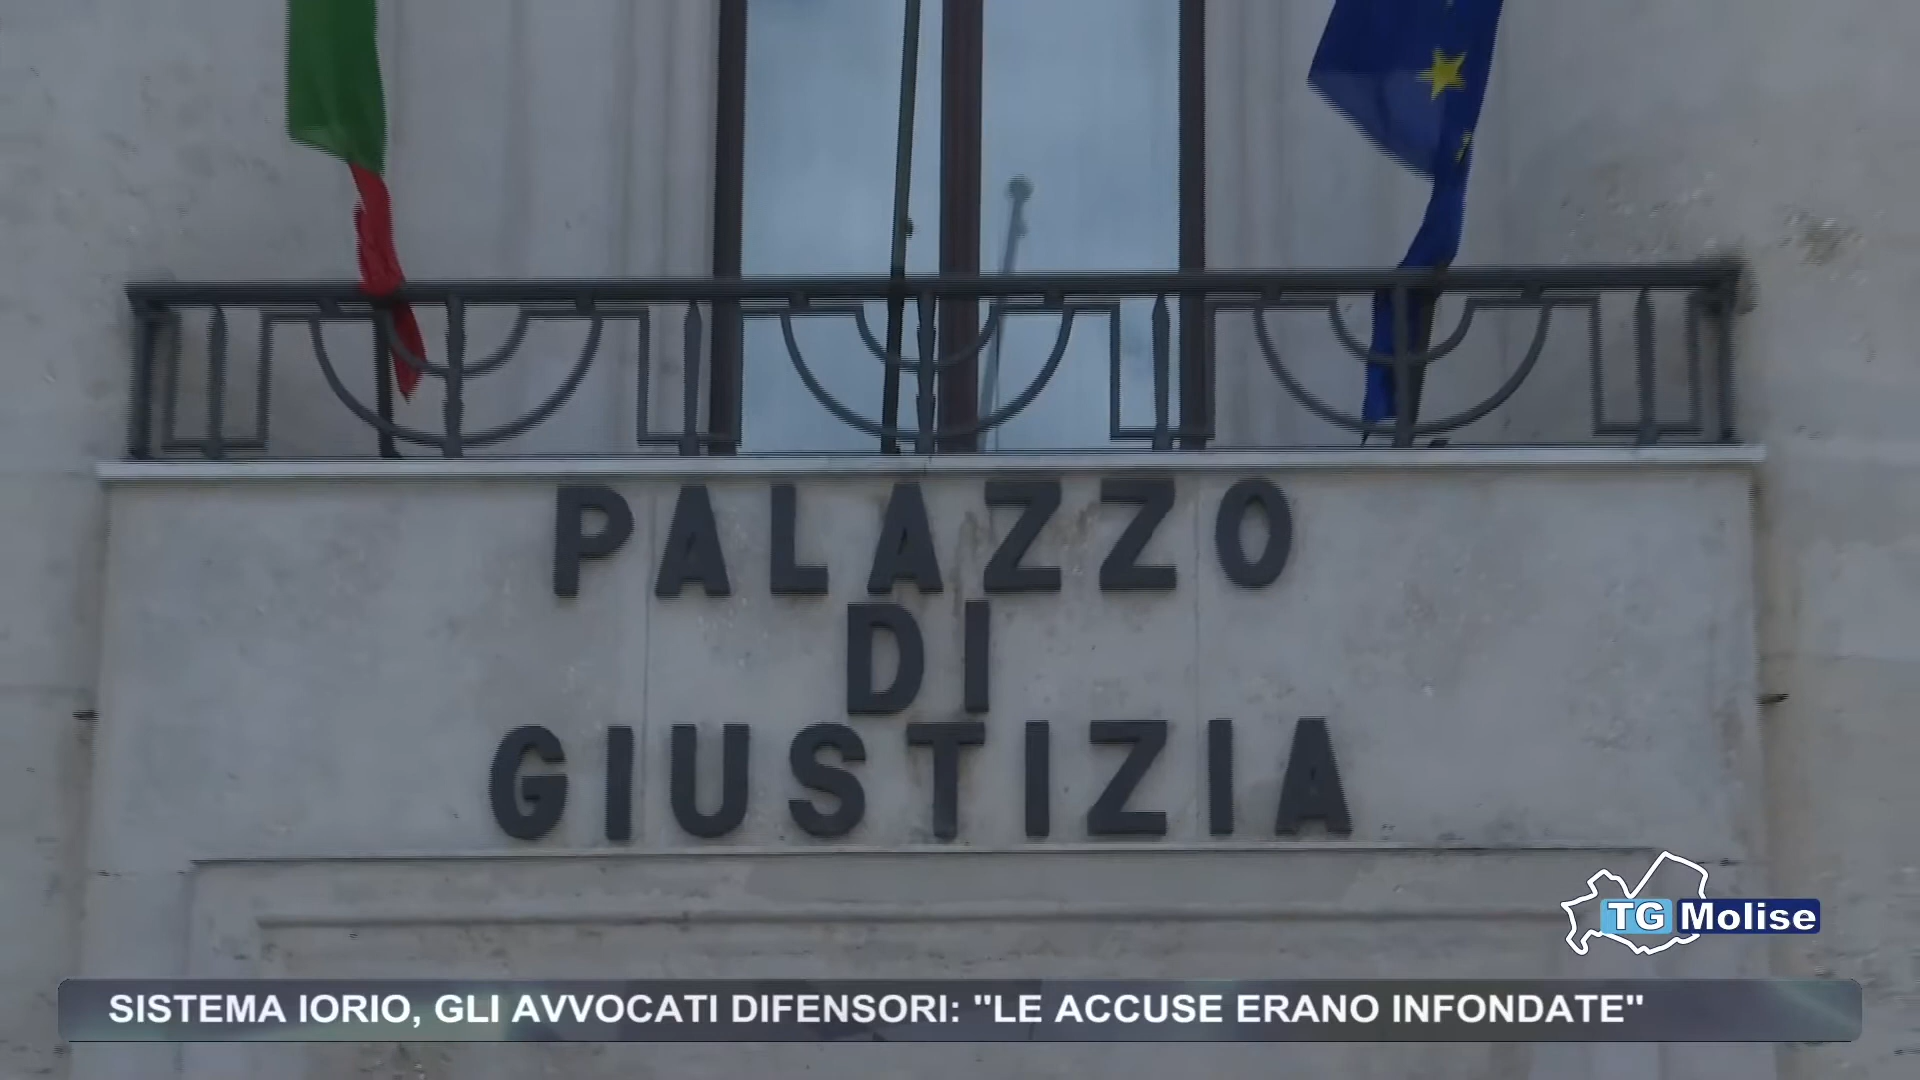 PALAZZO
DI
GIUSTIZIA
TG Molise
SISTEMA IORIO, GLI AVVOCATI DIFENSORI: "LE ACCUSE ERANO INFONDATE"